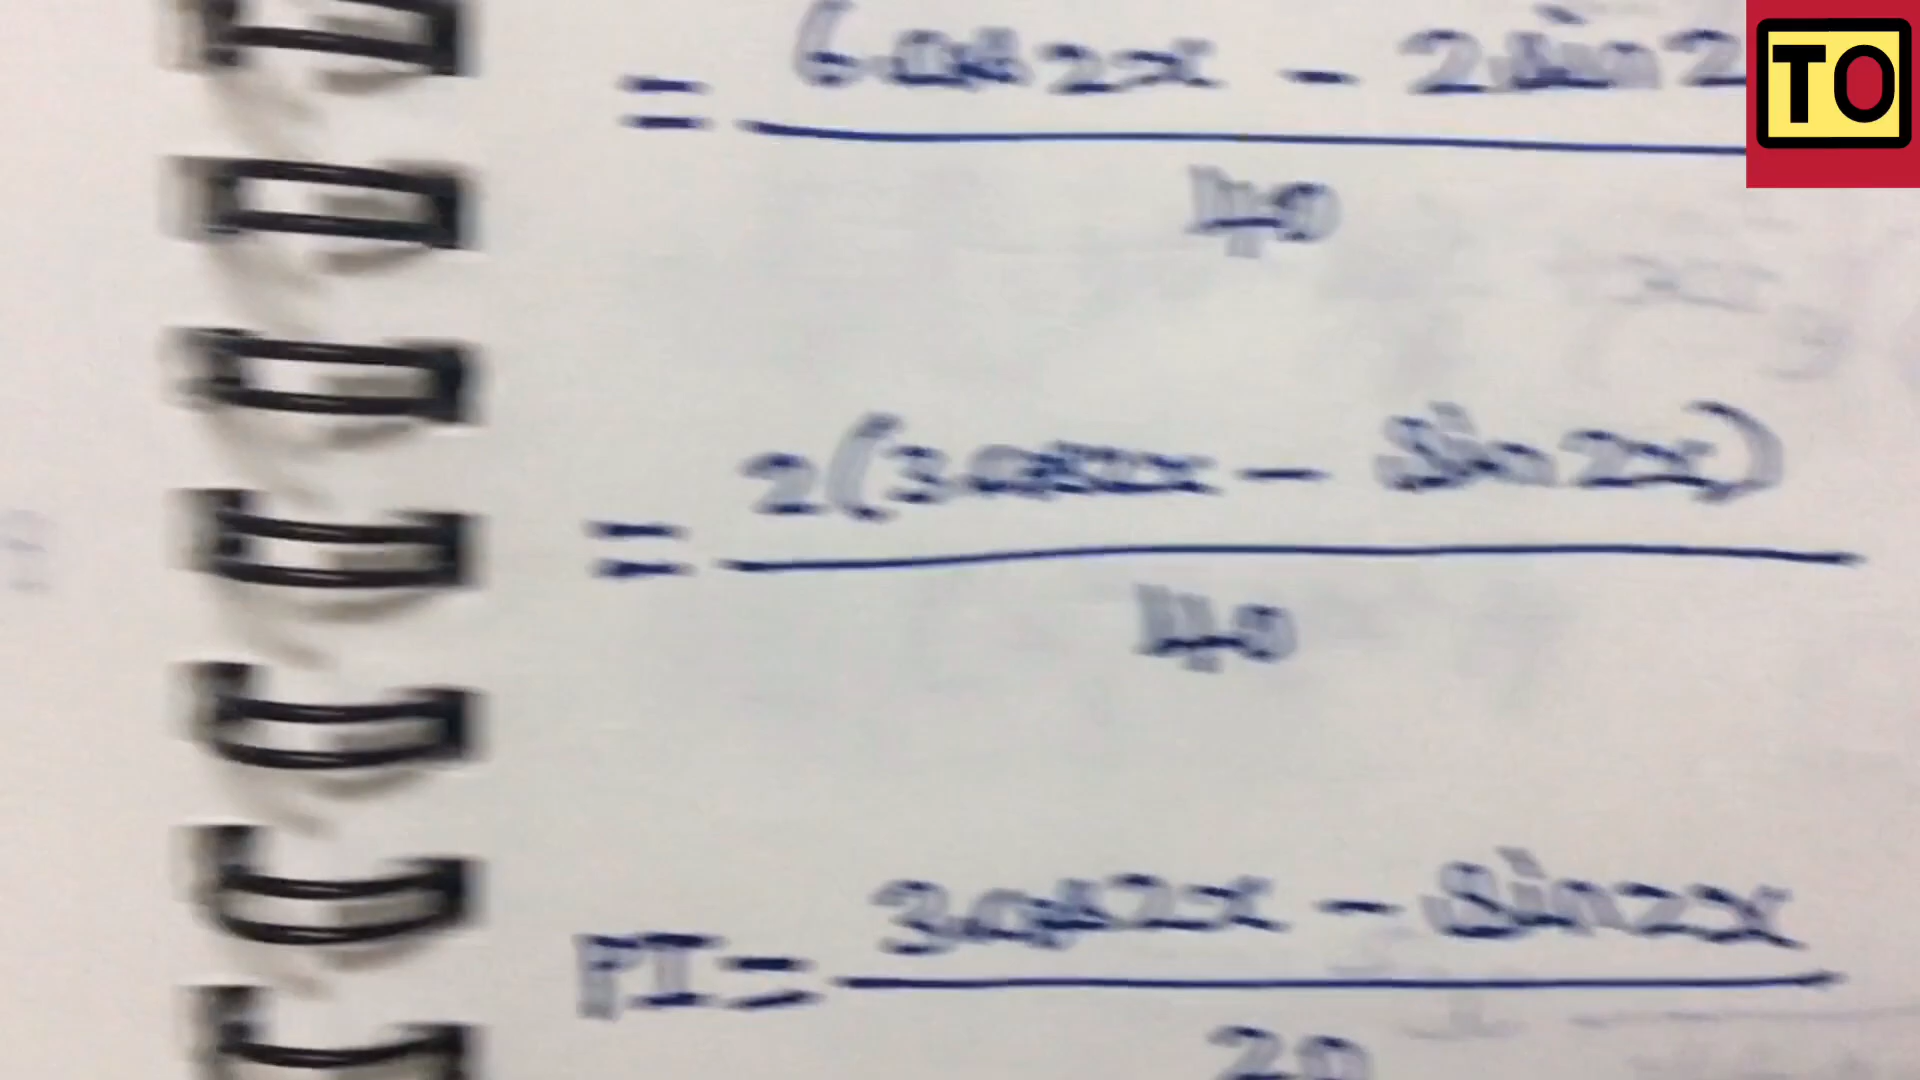 TO
= 6cos2x - 2sin2
40
= 2(3cos2x - sin2x)
40
PI = 3cos2x - sin2x
20